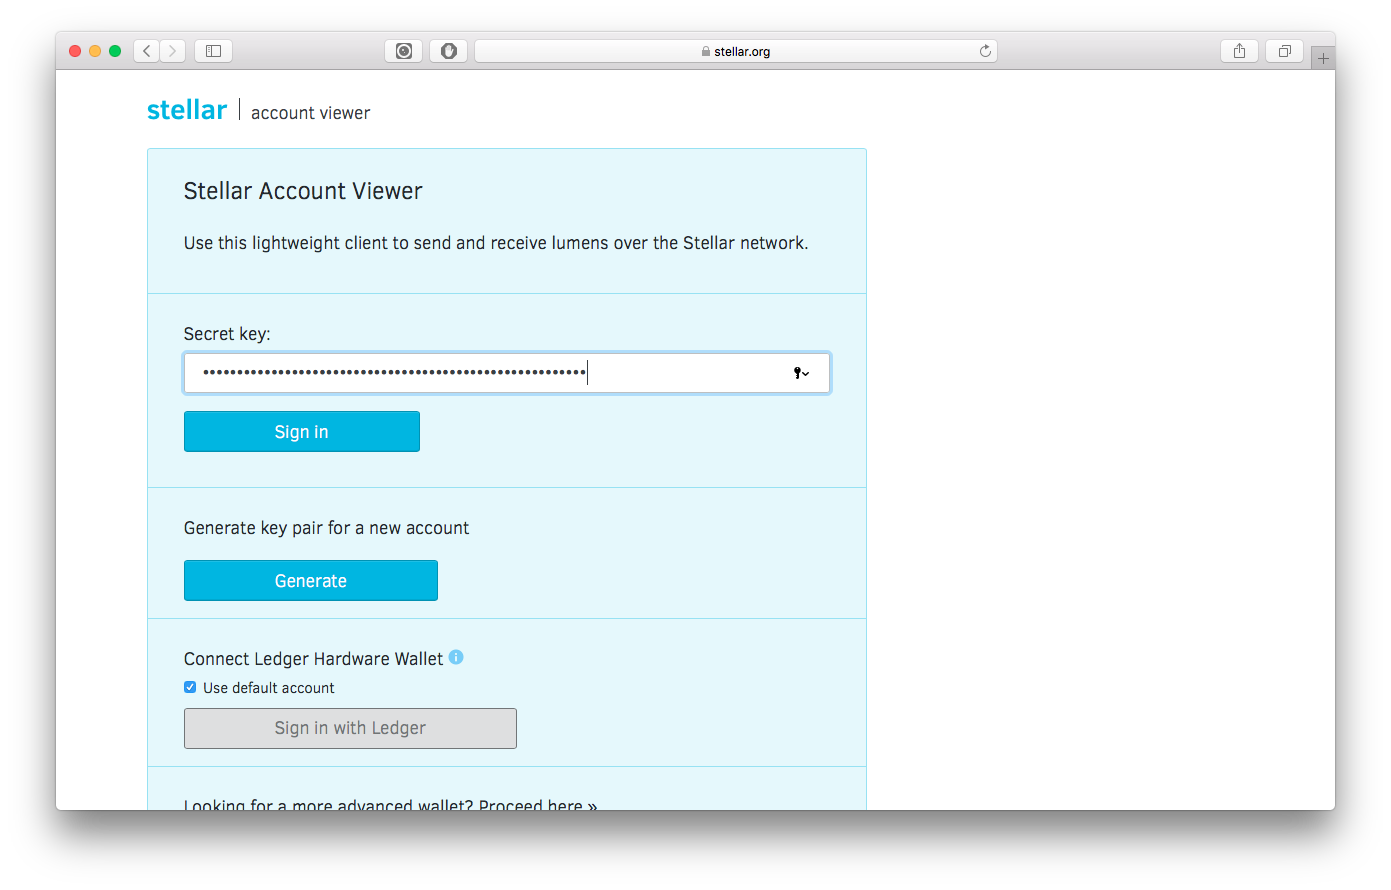 stellar.org
stellar | account viewer
Stellar Account Viewer
Use this lightweight client to send and receive lumens over the Stellar network.
Secret key:
••••••••••••••••••••••••••••••••••••••••••••••••••••••••
Sign in
Generate key pair for a new account
Generate
Connect Ledger Hardware Wallet
Use default account
Sign in with Ledger
Looking for a more advanced wallet? Proceed here »